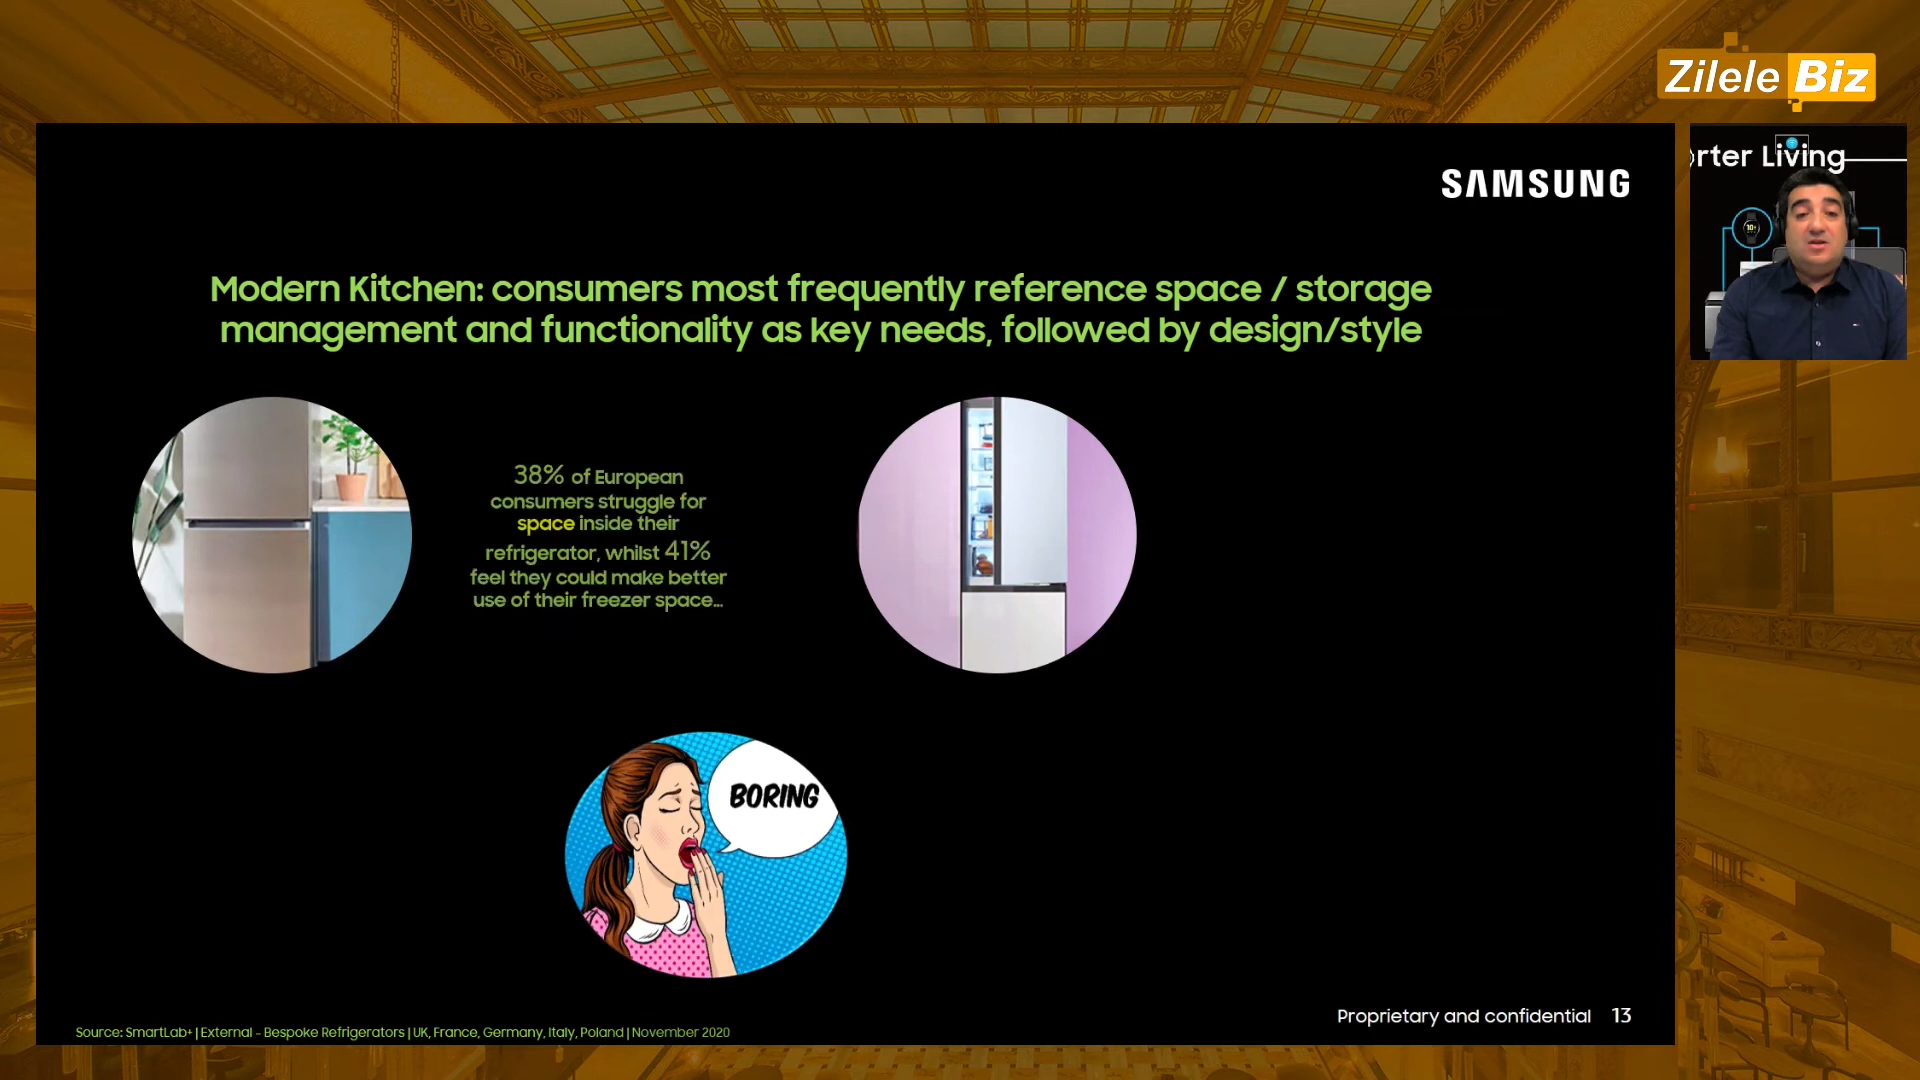 Zilele Biz
rter Living
SAMSUNG
Modern Kitchen: consumers most frequently reference space / storage
management and functionality as key needs, followed by design/style
38% of European
consumers struggle for
space inside their
refrigerator, whilst 41%
feel they could make better
use of their freezer space...
BORING
Proprietary and confidential 13
Source: SmartLab+ | External - Bespoke Refrigerators | UK, France, Germany, Italy, Poland | November 2020